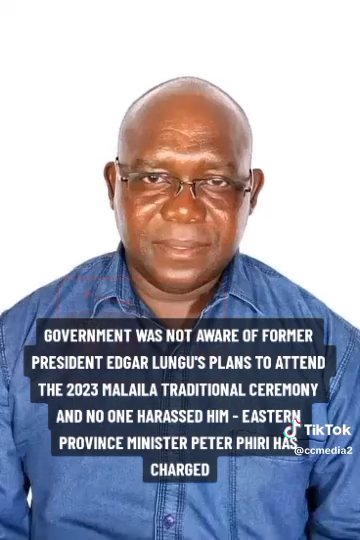 GOVERNMENT WAS NOT AWARE OF FORMER
PRESIDENT EDGAR LUNGU'S PLANS TO ATTEND
THE 2023 MALAILA TRADITIONAL CEREMONY
AND NO ONE HARASSED HIM - EASTERN
PROVINCE MINISTER PETER PHIRI HAS
CHARGED
TikTok
@ccmedia2